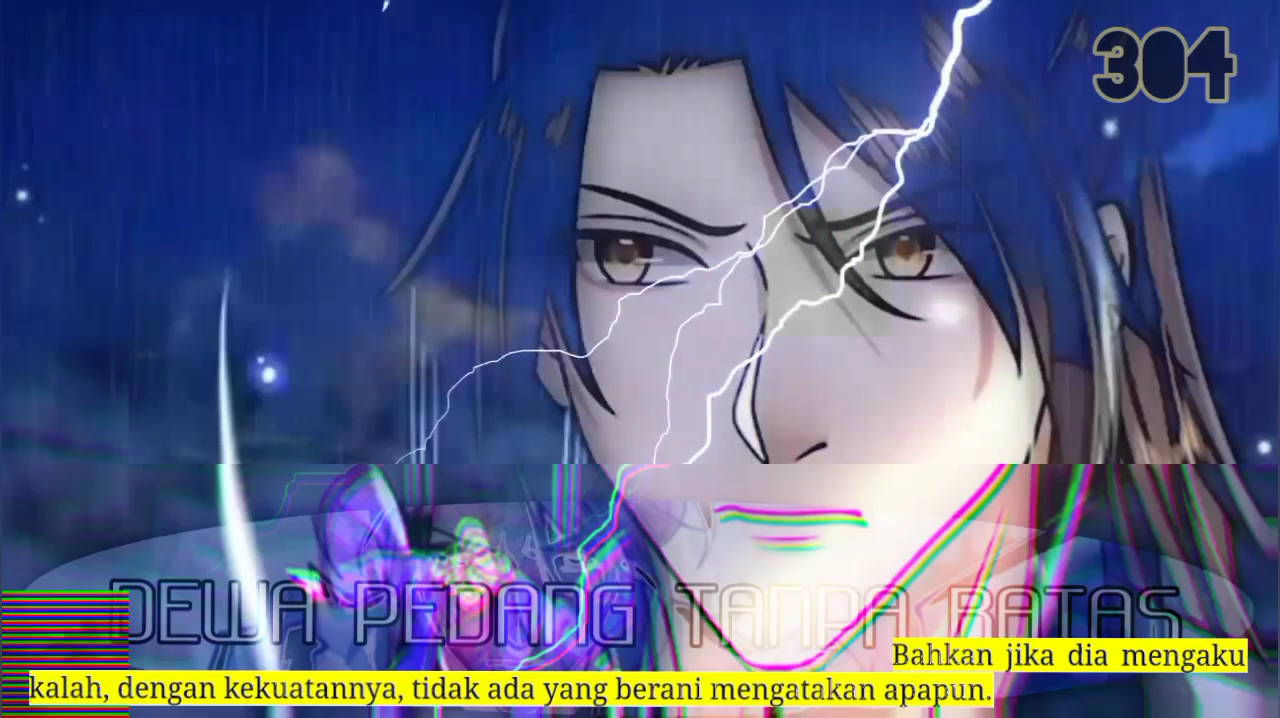 304
DEWA PEDANG TANPA BATAS
Bahkan jika dia mengaku
kalah, dengan kekuatannya, tidak ada yang berani mengatakan apapun.